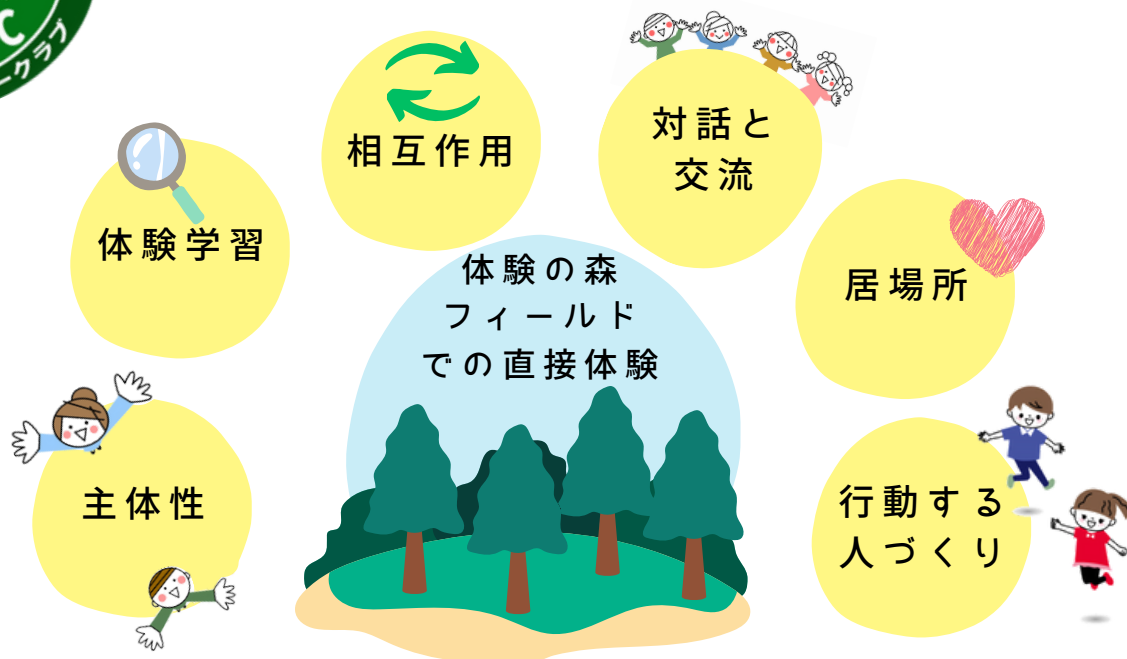 相互作用
対話と
交流
体験学習
居場所
体験の森
フィールド
での直接体験
主体性
行動する
人づくり